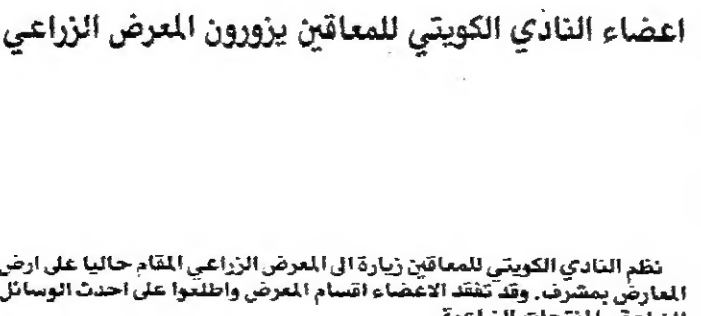 اعضاء النادي الكويتي للمعاقين يزورون المعرض الزراعي
نظم النادي الكويتي للمعاقين زيارة الى المعرض الزراعي المقام حاليا على ارض
المعارض بمشرف. وقد تفقد الاعضاء اقسام المعرض واطلعوا على احدث الوسائل